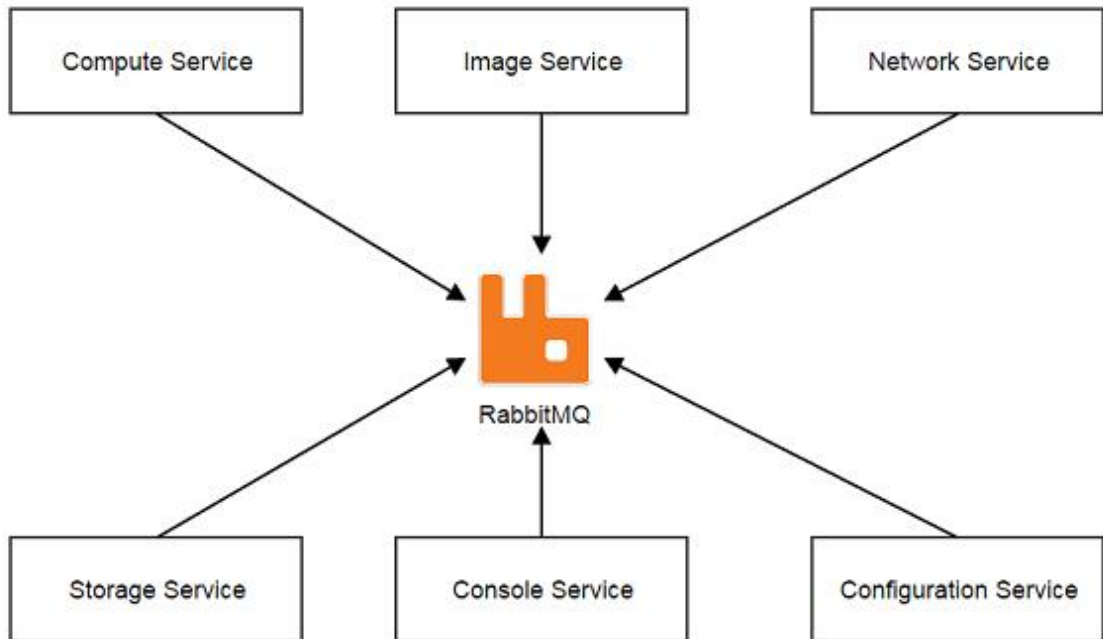 Compute Service
Image Service
Network Service
RabbitMQ
Storage Service
Console Service
Configuration Service